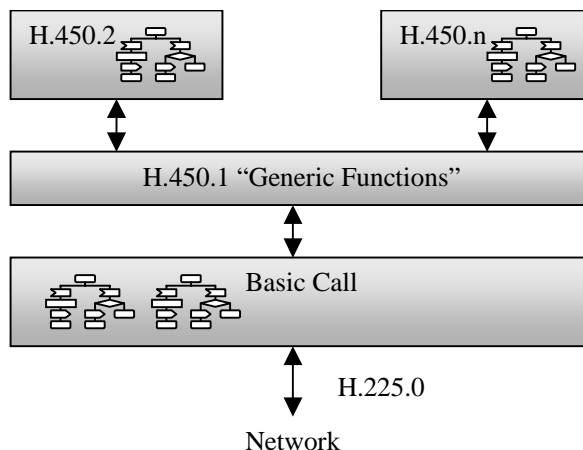 H.450.2
H.450.n
H.450.1 “Generic Functions”
Basic Call
H.225.0
Network